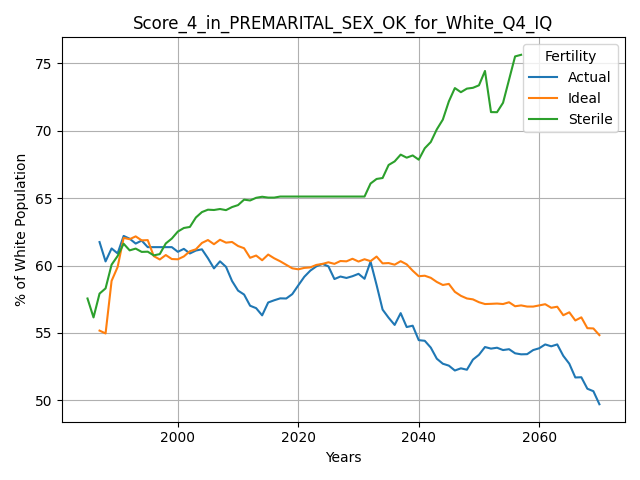 Score_4_in_PREMARITAL_SEX_OK_for_White_Q4_IQ
Fertility
Actual
Ideal
Sterile
% of White Population
75
70
65
60
55
50
2000
2020
2040
2060
Years